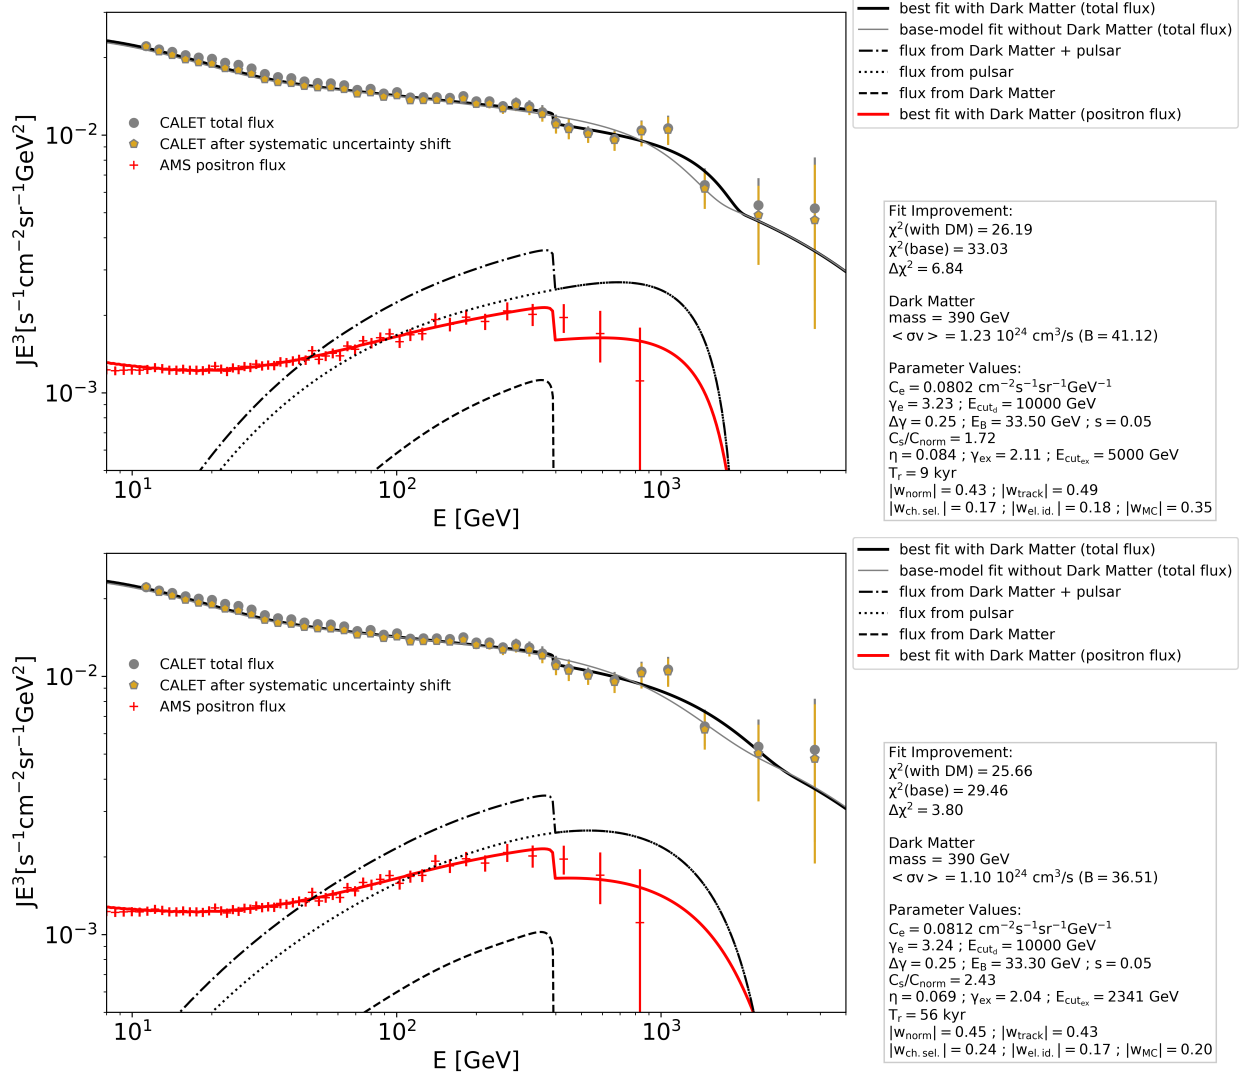 best fit with Dark Matter (total flux)
base-model fit without Dark Matter (total flux)
flux from Dark Matter + pulsar
flux from pulsar
flux from Dark Matter
best fit with Dark Matter (positron flux)
CALET total flux
CALET after systematic uncertainty shift
AMS positron flux
JE³[s⁻¹cm⁻²sr⁻¹GeV²]
10⁻²
10⁻³
10¹ 10² 10³
E [GeV]
Fit Improvement:
χ²(with DM) = 26.19
χ²(base) = 33.03
Δχ² = 6.84
Dark Matter
mass = 390 GeV
< σv > = 1.23 10²⁴ cm³/s (B = 41.12)
Parameter Values:
Cₑ = 0.0802 cm⁻²s⁻¹sr⁻¹GeV⁻¹
γₑ = 3.23 ; E_cut_d = 10000 GeV
Δγ = 0.25 ; E_B = 33.50 GeV ; s = 0.05
C_s/C_norm = 1.72
η = 0.084 ; γ_ex = 2.11 ; E_cut_ex = 5000 GeV
T_r = 9 kyr
|w_norm| = 0.43 ; |w_track| = 0.49
|w_ch.sel.| = 0.17 ; |w_el.id.| = 0.18 ; |w_MC| = 0.35
best fit with Dark Matter (total flux)
base-model fit without Dark Matter (total flux)
flux from Dark Matter + pulsar
flux from pulsar
flux from Dark Matter
best fit with Dark Matter (positron flux)
CALET total flux
CALET after systematic uncertainty shift
AMS positron flux
JE³[s⁻¹cm⁻²sr⁻¹GeV²]
10⁻²
10⁻³
10¹ 10² 10³
E [GeV]
Fit Improvement:
χ²(with DM) = 25.66
χ²(base) = 29.46
Δχ² = 3.80
Dark Matter
mass = 390 GeV
< σv > = 1.10 10²⁴ cm³/s (B = 36.51)
Parameter Values:
Cₑ = 0.0812 cm⁻²s⁻¹sr⁻¹GeV⁻¹
γₑ = 3.24 ; E_cut_d = 10000 GeV
Δγ = 0.25 ; E_B = 33.30 GeV ; s = 0.05
C_s/C_norm = 2.43
η = 0.069 ; γ_ex = 2.04 ; E_cut_ex = 2341 GeV
T_r = 56 kyr
|w_norm| = 0.45 ; |w_track| = 0.43
|w_ch.sel.| = 0.24 ; |w_el.id.| = 0.17 ; |w_MC| = 0.20